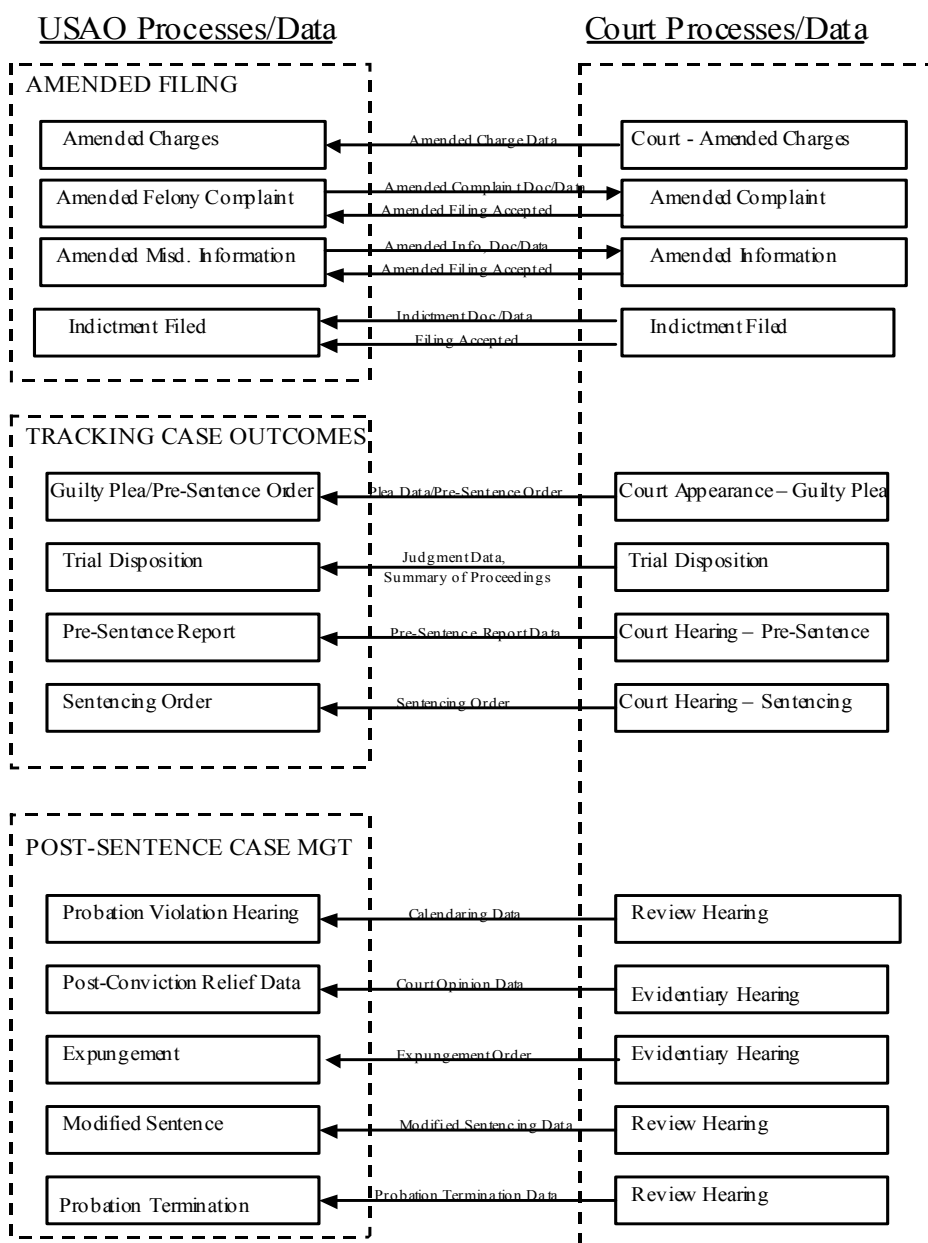 USAO Processes/Data
Court Processes/Data
AMENDED FILING
Amended Charges
Amended Charge Data
Court - Amended Charges
Amended Felony Complaint
Amended Complaint Doc/Data
Amended Filing Accepted
Amended Complaint
Amended Misd. Information
Amended Info, Doc/Data
Amended Filing Accepted
Amended Information
Indictment Filed
Indictment Doc/Data
Filing Accepted
Indictment Filed
TRACKING CASE OUTCOMES
Guilty Plea/Pre-Sentence Order
Plea Data/Pre-Sentence Order
Court Appearance – Guilty Plea
Trial Disposition
Judgment Data,
Summary of Proceedings
Trial Disposition
Pre-Sentence Report
Pre-Sentence Report Data
Court Hearing – Pre-Sentence
Sentencing Order
Sentencing Order
Court Hearing – Sentencing
POST-SENTENCE CASE MGT
Probation Violation Hearing
Calendaring Data
Review Hearing
Post-Conviction Relief Data
Court Opinion Data
Evidentiary Hearing
Expungement
Expungement Order
Evidentiary Hearing
Modified Sentence
Modified Sentencing Data
Review Hearing
Probation Termination
Probation Termination Data
Review Hearing